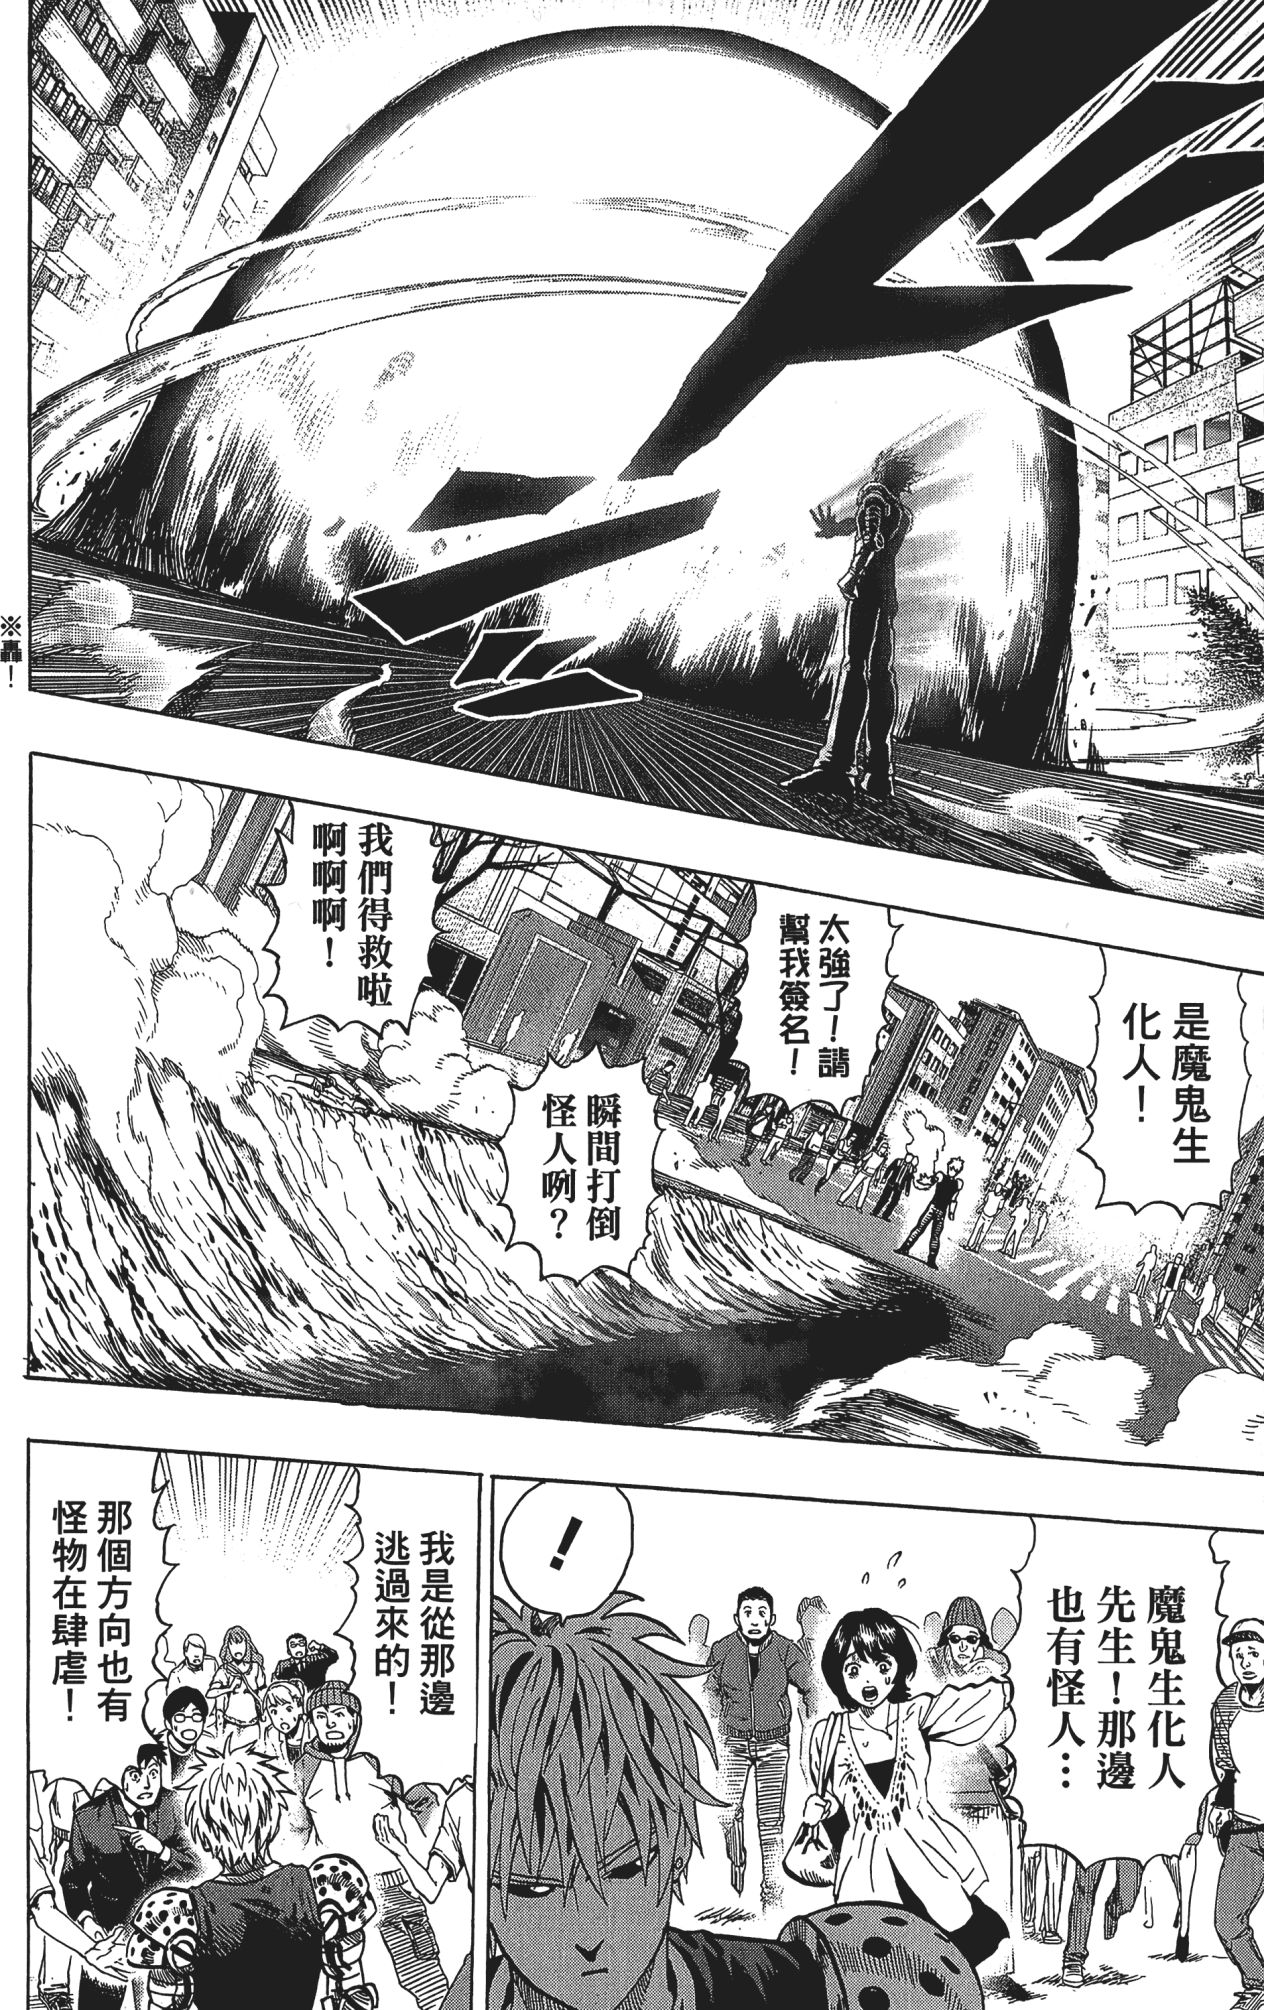 ※轟！
是魔鬼生
化人！
太強了！請
幫我簽名！
瞬間打倒
怪人咧？
我們得救啦
啊啊啊！
魔鬼生化人
先生！那邊
也有怪人…
！
我是從那邊
逃過來的！
那個方向也有
怪物在肆虐！